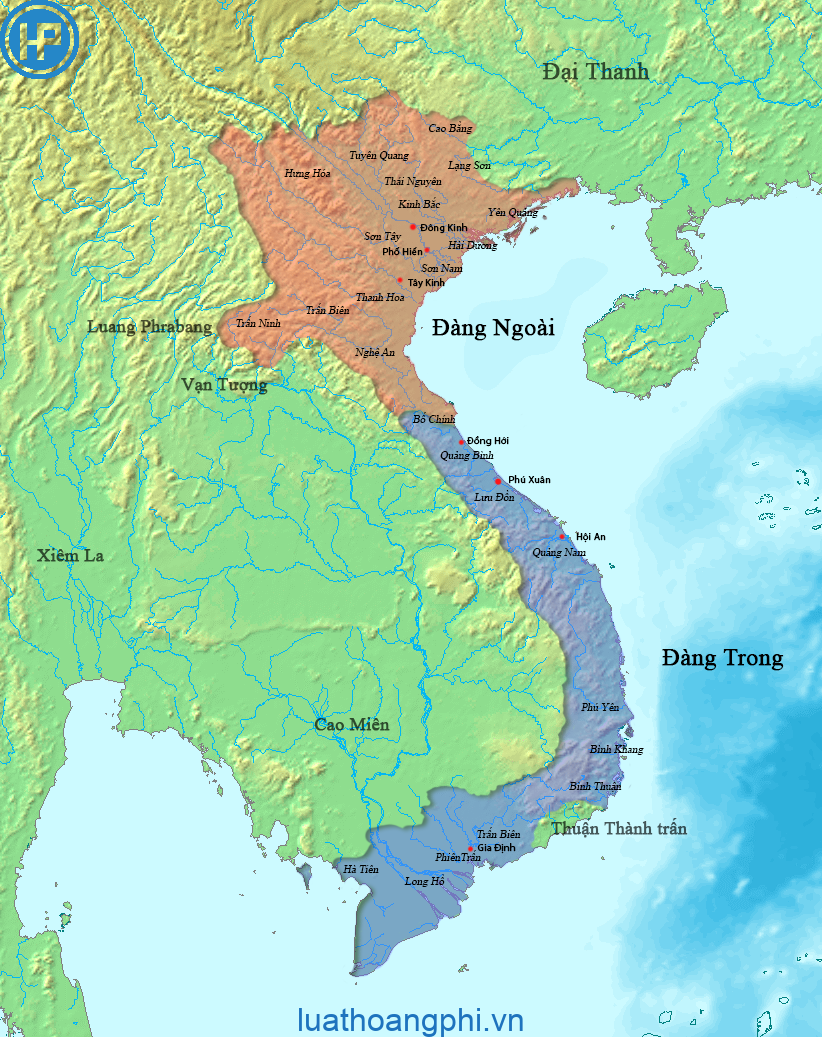 HP
Đại Thanh
Cao Bằng
Tuyên Quang
Lạng Sơn
Hưng Hóa
Thái Nguyên
Kinh Bắc
Yên Quảng
Đông Kinh
Sơn Tây
Hải Dương
Phố Hiến
Sơn Nam
Tây Kinh
Thanh Hoa
Trấn Biên
Trấn Ninh
Luang Phrabang
Đàng Ngoài
Nghệ An
Vạn Tượng
Bố Chính
Đồng Hới
Quảng Bình
Phú Xuân
Lưu Đồn
Hội An
Quảng Nam
Xiêm La
Đàng Trong
Phú Yên
Cao Miên
Bình Khang
Bình Thuận
Thuận Thành trấn
Trấn Biên
Gia Định
Phiên Trấn
Hà Tiên
Long Hồ
luathoangphi.vn